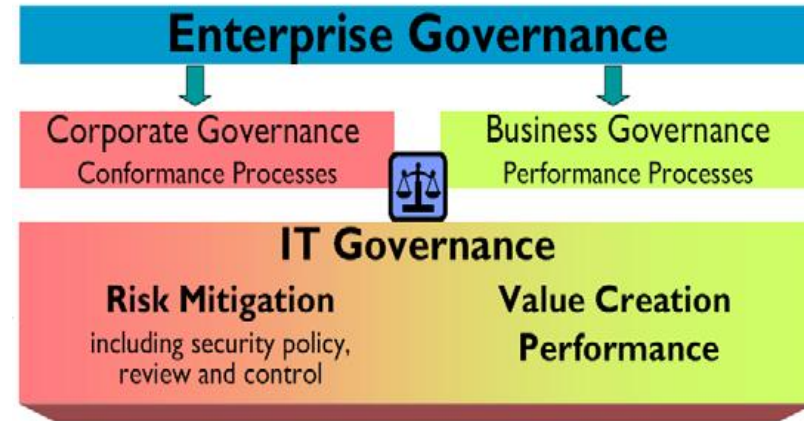 Enterprise Governance
Corporate Governance
Conformance Processes
Business Governance
Performance Processes
IT Governance
Risk Mitigation
including security policy,
review and control
Value Creation
Performance